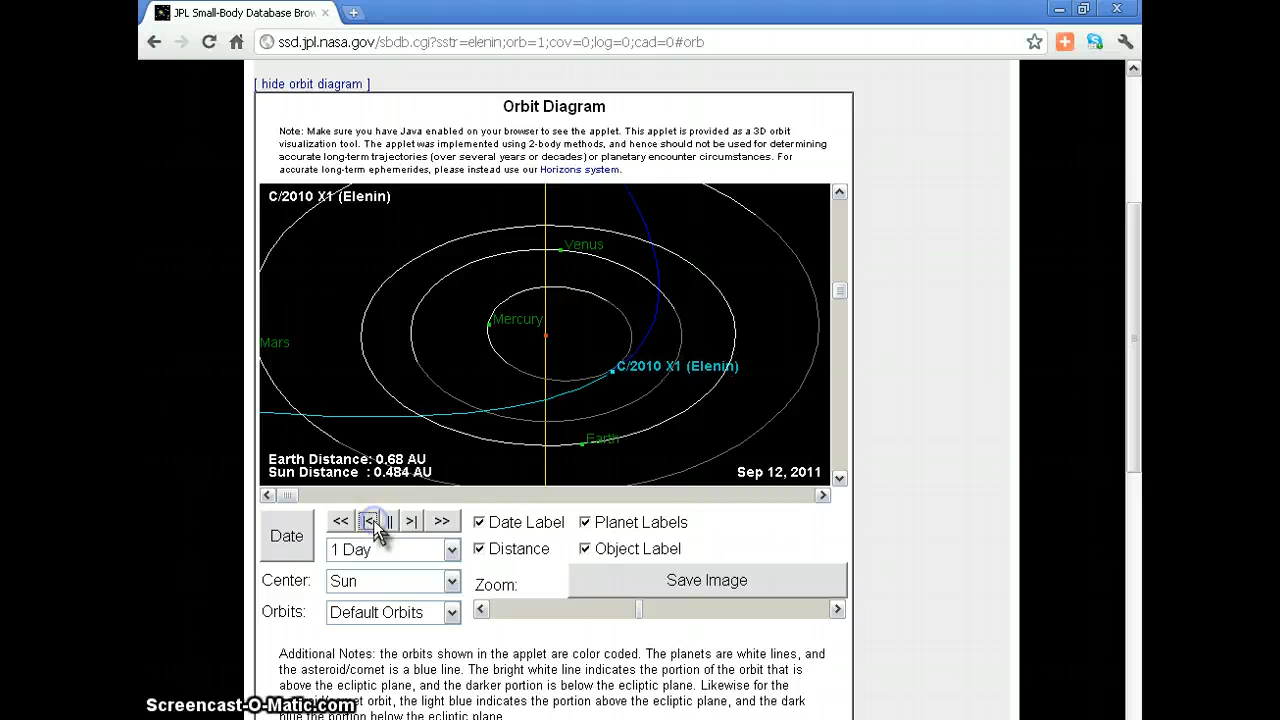 JPL Small-Body Database Brow
ssd.jpl.nasa.gov/sbdb.cgi?sstr=elenin;orb=1;cov=0;log=0;cad=0#orb
[ hide orbit diagram ]
Orbit Diagram
Note: Make sure you have Java enabled on your browser to see the applet. This applet is provided as a 3D orbit
visualization tool. The applet was implemented using 2-body methods, and hence should not be used for determining
accurate long-term trajectories (over several years or decades) or planetary encounter circumstances. For
accurate long-term ephemerides, please instead use our Horizons system.
C/2010 X1 (Elenin)
Venus
Mercury
Mars
C/2010 X1 (Elenin)
Earth
Earth Distance: 0.68 AU
Sun Distance : 0.484 AU
Sep 12, 2011
Date
<< |< || >| >>
Date Label
Planet Labels
1 Day
Distance
Object Label
Center:
Sun
Zoom:
Save Image
Orbits:
Default Orbits
Additional Notes: the orbits shown in the applet are color coded. The planets are white lines, and
the asteroid/comet is a blue line. The bright white line indicates the portion of the orbit that is
above the ecliptic plane, and the darker portion is below the ecliptic plane. Likewise for the
orbit, the light blue indicates the portion above the ecliptic plane, and the dark
blue the portion below the ecliptic plane.
Screencast-O-Matic.com